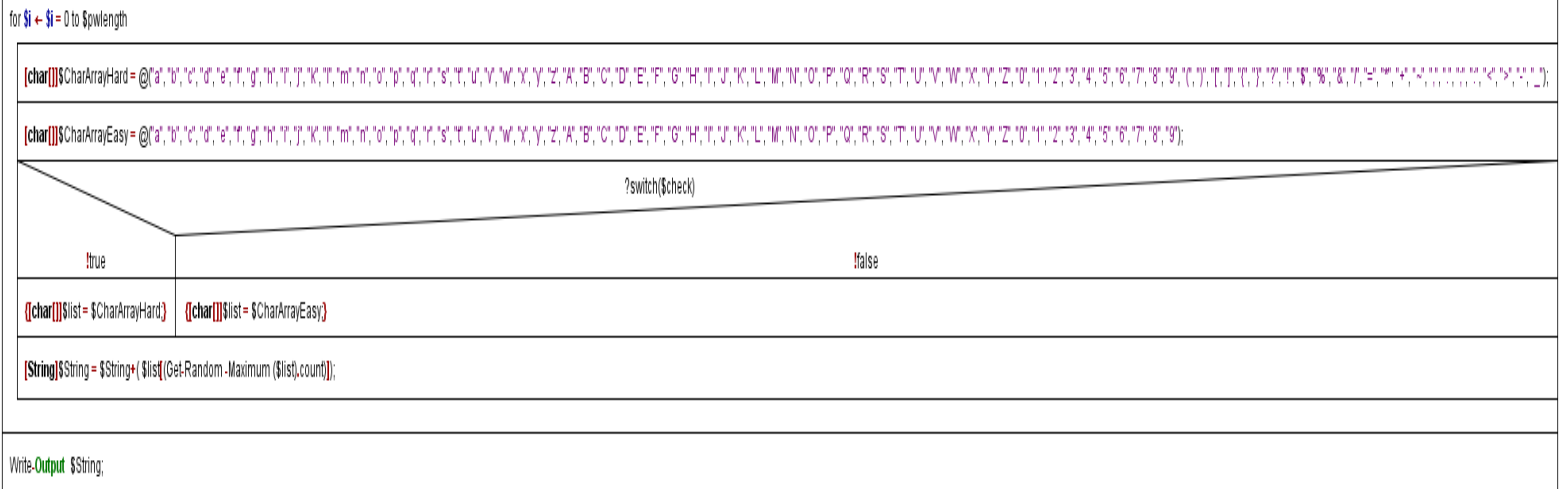 for $i ← $i = 0 to $pwlength
[char[]]$CharArrayHard = @("a", "b", "c", "d", "e", "f", "g", "h", "i", "j", "k", "l", "m", "n", "o", "p", "q", "r", "s", "t", "u", "v", "w", "x", "y", "z", "A", "B", "C", "D", "E", "F", "G", "H", "I", "J", "K", "L", "M", "N", "O", "P", "Q", "R", "S", "T", "U", "V", "W", "X", "Y", "Z", "0", "1", "2", "3", "4", "5", "6", "7", "8", "9", "(", ")", "[", "]", "{", "}", "?", "!", "$", "%", "&", "/", "=", "*", "+", "~", ",", ".", ";", ":", "<", ">", "-", "_");
[char[]]$CharArrayEasy = @("a", "b", "c", "d", "e", "f", "g", "h", "i", "j", "k", "l", "m", "n", "o", "p", "q", "r", "s", "t", "u", "v", "w", "x", "y", "z", "A", "B", "C", "D", "E", "F", "G", "H", "I", "J", "K", "L", "M", "N", "O", "P", "Q", "R", "S", "T", "U", "V", "W", "X", "Y", "Z", "0", "1", "2", "3", "4", "5", "6", "7", "8", "9");
?switch($check)
!true !false
{[char[]]$list = $CharArrayHard;} {[char[]]$list = $CharArrayEasy;}
[String]$String = $String+( $list[(Get-Random -Maximum ($list).count)]);
Write-Output $String;